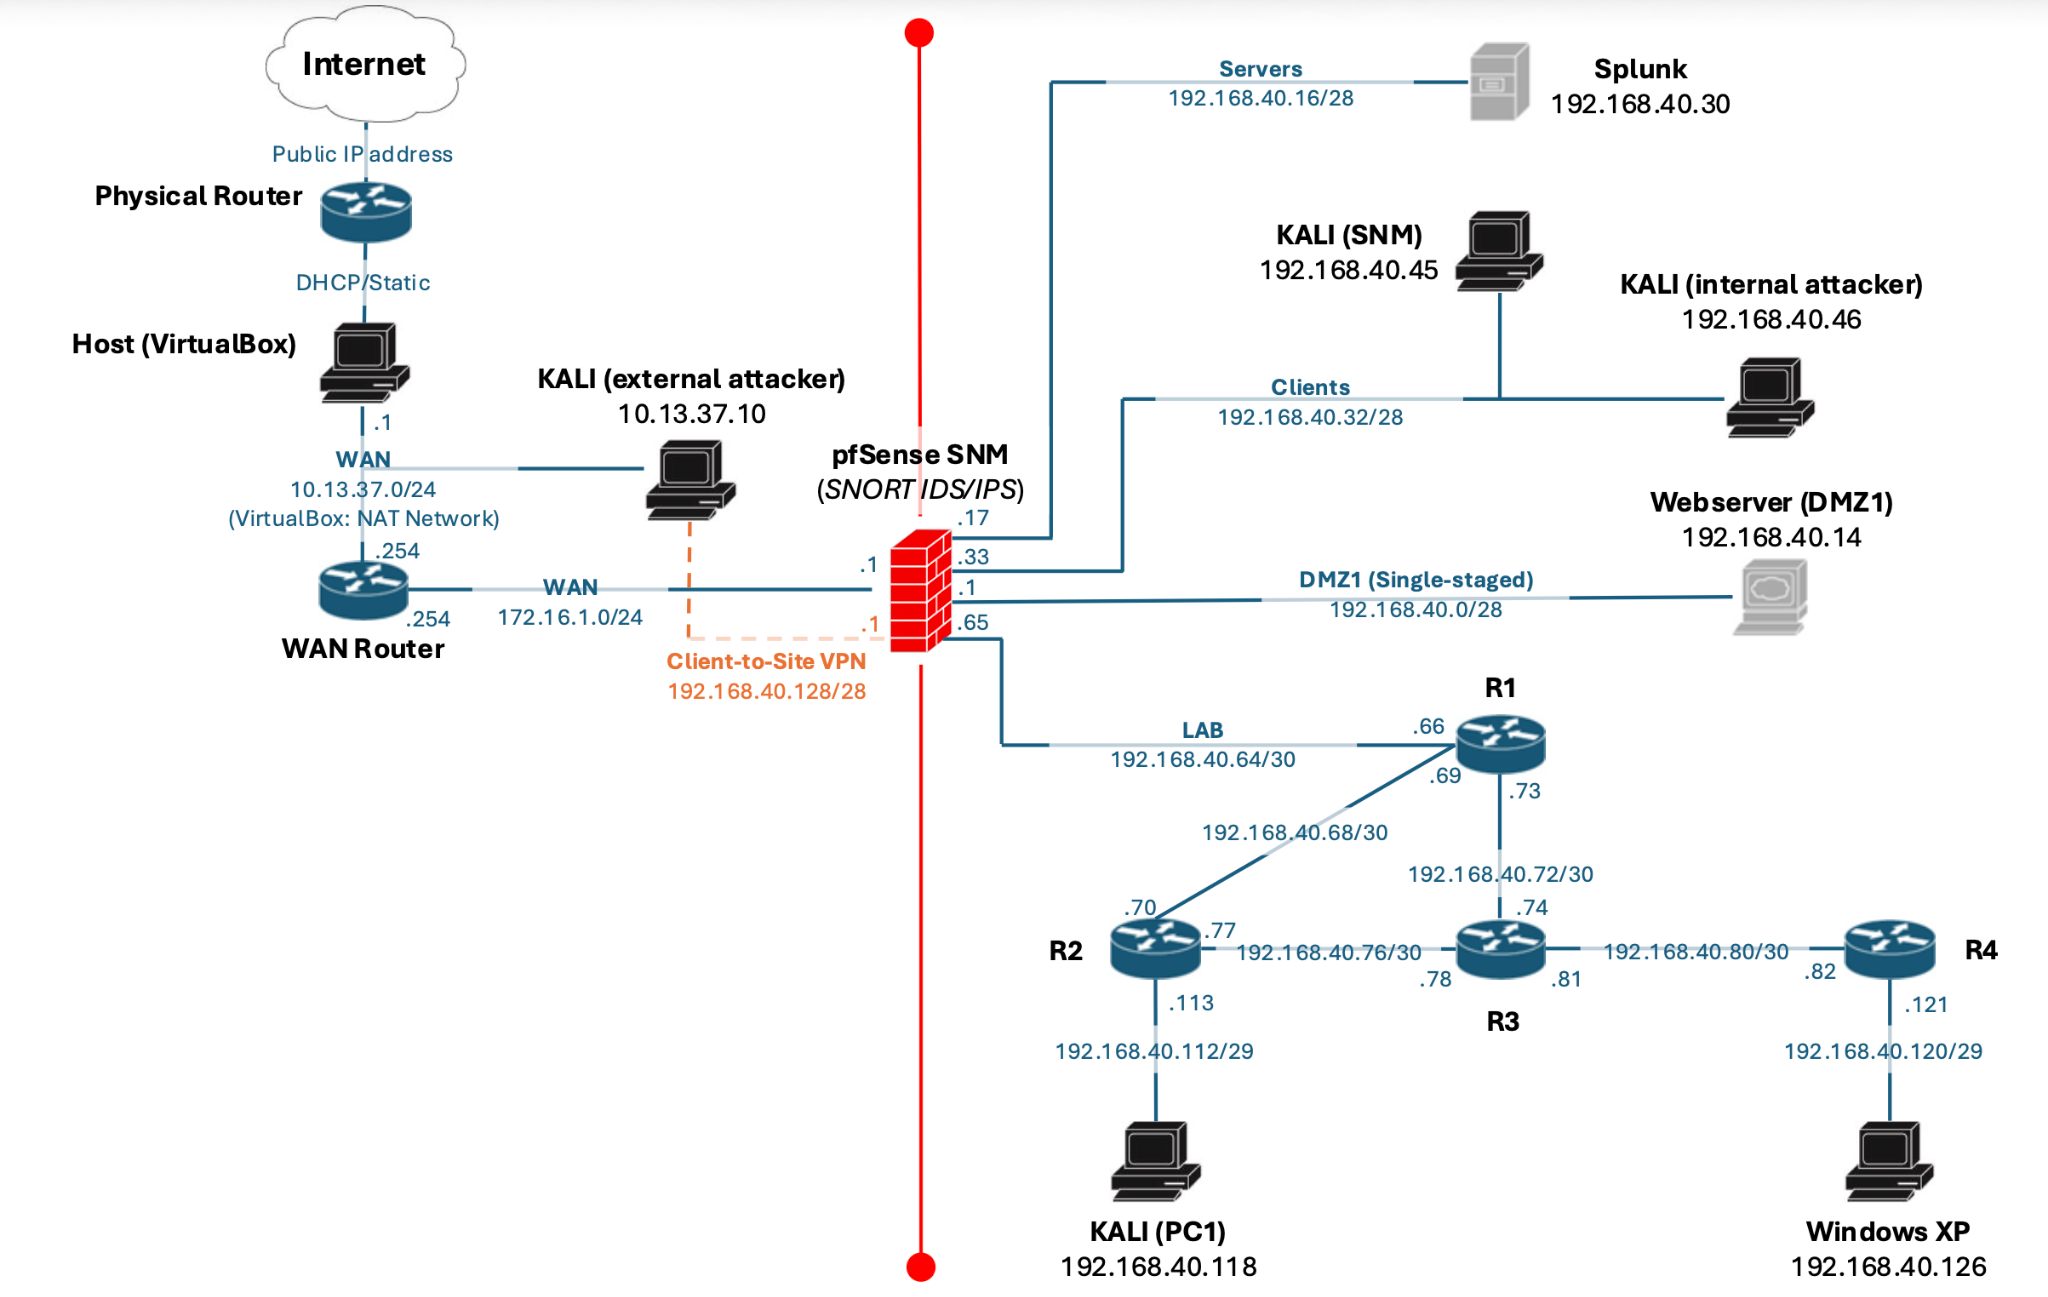 Internet
Public IP address
Physical Router
DHCP/Static
Host (VirtualBox)
.1
WAN
10.13.37.0/24
(VirtualBox: NAT Network)
.254
KALI (external attacker)
10.13.37.10
WAN Router
.254
WAN
172.16.1.0/24
.1
.1
Client-to-Site VPN
192.168.40.128/28
pfSense SNM
(SNORT IDS/IPS)
.17
.33
.1
.65
Servers
192.168.40.16/28
Splunk
192.168.40.30
KALI (SNM)
192.168.40.45
KALI (internal attacker)
192.168.40.46
Clients
192.168.40.32/28
Webserver (DMZ1)
192.168.40.14
DMZ1 (Single-staged)
192.168.40.0/28
R1
LAB
192.168.40.64/30
.66
.69
.73
192.168.40.68/30
192.168.40.72/30
.70
.74
R2
.77
192.168.40.76/30
.78
R3
.81
192.168.40.80/30
.82
R4
.113
192.168.40.112/29
.121
192.168.40.120/29
KALI (PC1)
192.168.40.118
Windows XP
192.168.40.126